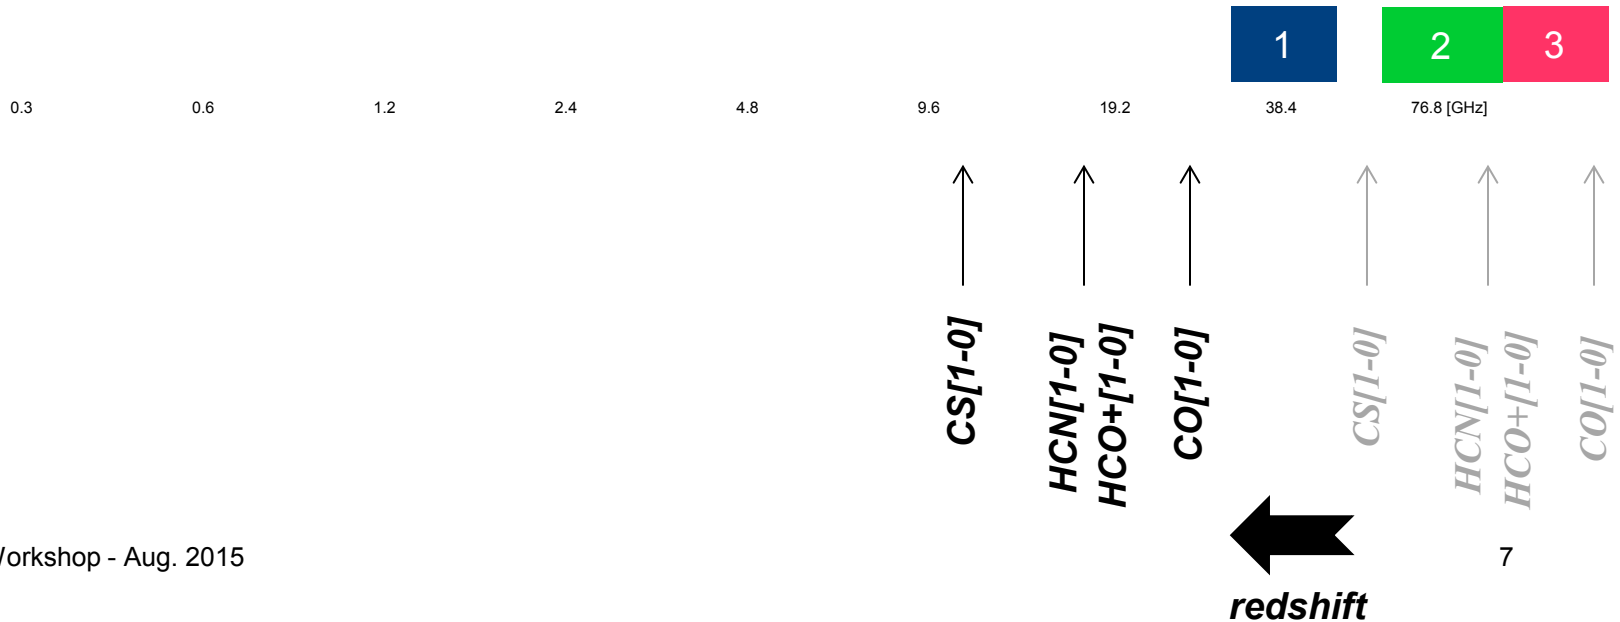 1 2 3
0.3 0.6 1.2 2.4 4.8 9.6 19.2 38.4 76.8 [GHz]
CS[1-0]
HCN[1-0]
HCO+[1-0]
CO[1-0]
CS[1-0]
HCN[1-0]
HCO+[1-0]
CO[1-0]
Workshop - Aug. 2015
7
redshift